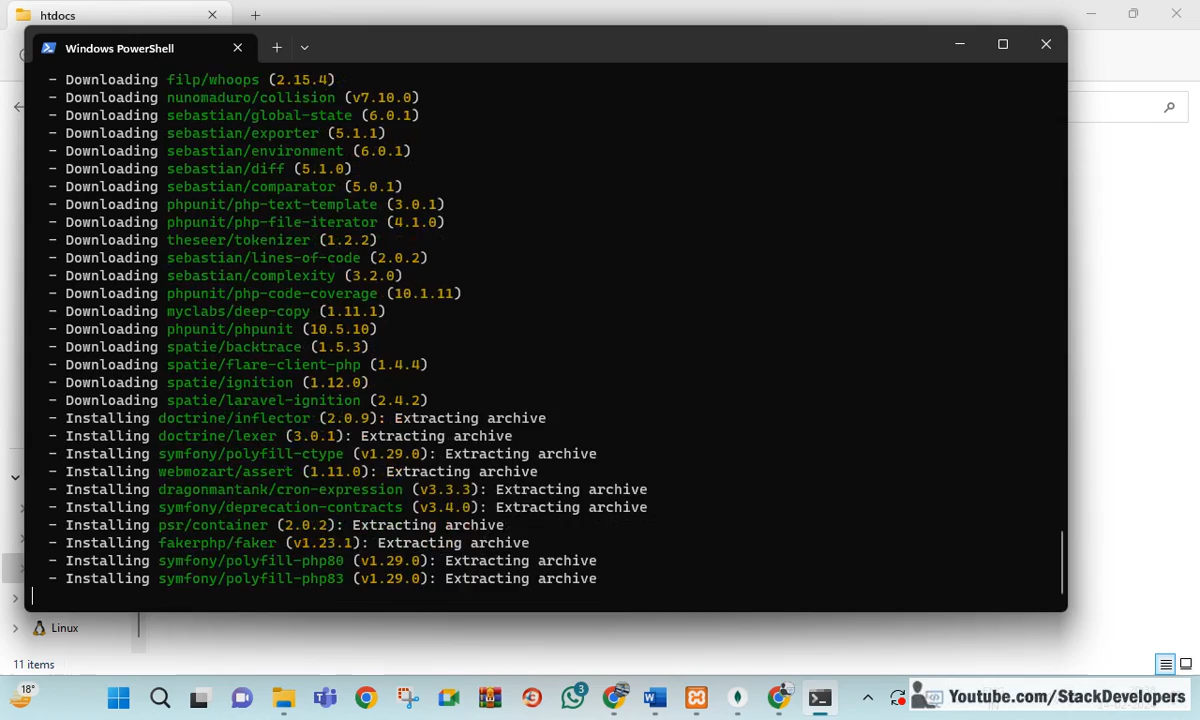 htdocs
Windows PowerShell
- Downloading filp/whoops (2.15.4)
- Downloading nunomaduro/collision (v7.10.0)
- Downloading sebastian/global-state (6.0.1)
- Downloading sebastian/exporter (5.1.1)
- Downloading sebastian/environment (6.0.1)
- Downloading sebastian/diff (5.1.0)
- Downloading sebastian/comparator (5.0.1)
- Downloading phpunit/php-text-template (3.0.1)
- Downloading phpunit/php-file-iterator (4.1.0)
- Downloading theseer/tokenizer (1.2.2)
- Downloading sebastian/lines-of-code (2.0.2)
- Downloading sebastian/complexity (3.2.0)
- Downloading phpunit/php-code-coverage (10.1.11)
- Downloading myclabs/deep-copy (1.11.1)
- Downloading phpunit/phpunit (10.5.10)
- Downloading spatie/backtrace (1.5.3)
- Downloading spatie/flare-client-php (1.4.4)
- Downloading spatie/ignition (1.12.0)
- Downloading spatie/laravel-ignition (2.4.2)
- Installing doctrine/inflector (2.0.9): Extracting archive
- Installing doctrine/lexer (3.0.1): Extracting archive
- Installing symfony/polyfill-ctype (v1.29.0): Extracting archive
- Installing webmozart/assert (1.11.0): Extracting archive
- Installing dragonmantank/cron-expression (v3.3.3): Extracting archive
- Installing symfony/deprecation-contracts (v3.4.0): Extracting archive
- Installing psr/container (2.0.2): Extracting archive
- Installing fakerphp/faker (v1.23.1): Extracting archive
- Installing symfony/polyfill-php80 (v1.29.0): Extracting archive
- Installing symfony/polyfill-php83 (v1.29.0): Extracting archive
Linux
11 items
18°
3
Youtube.com/StackDevelopers